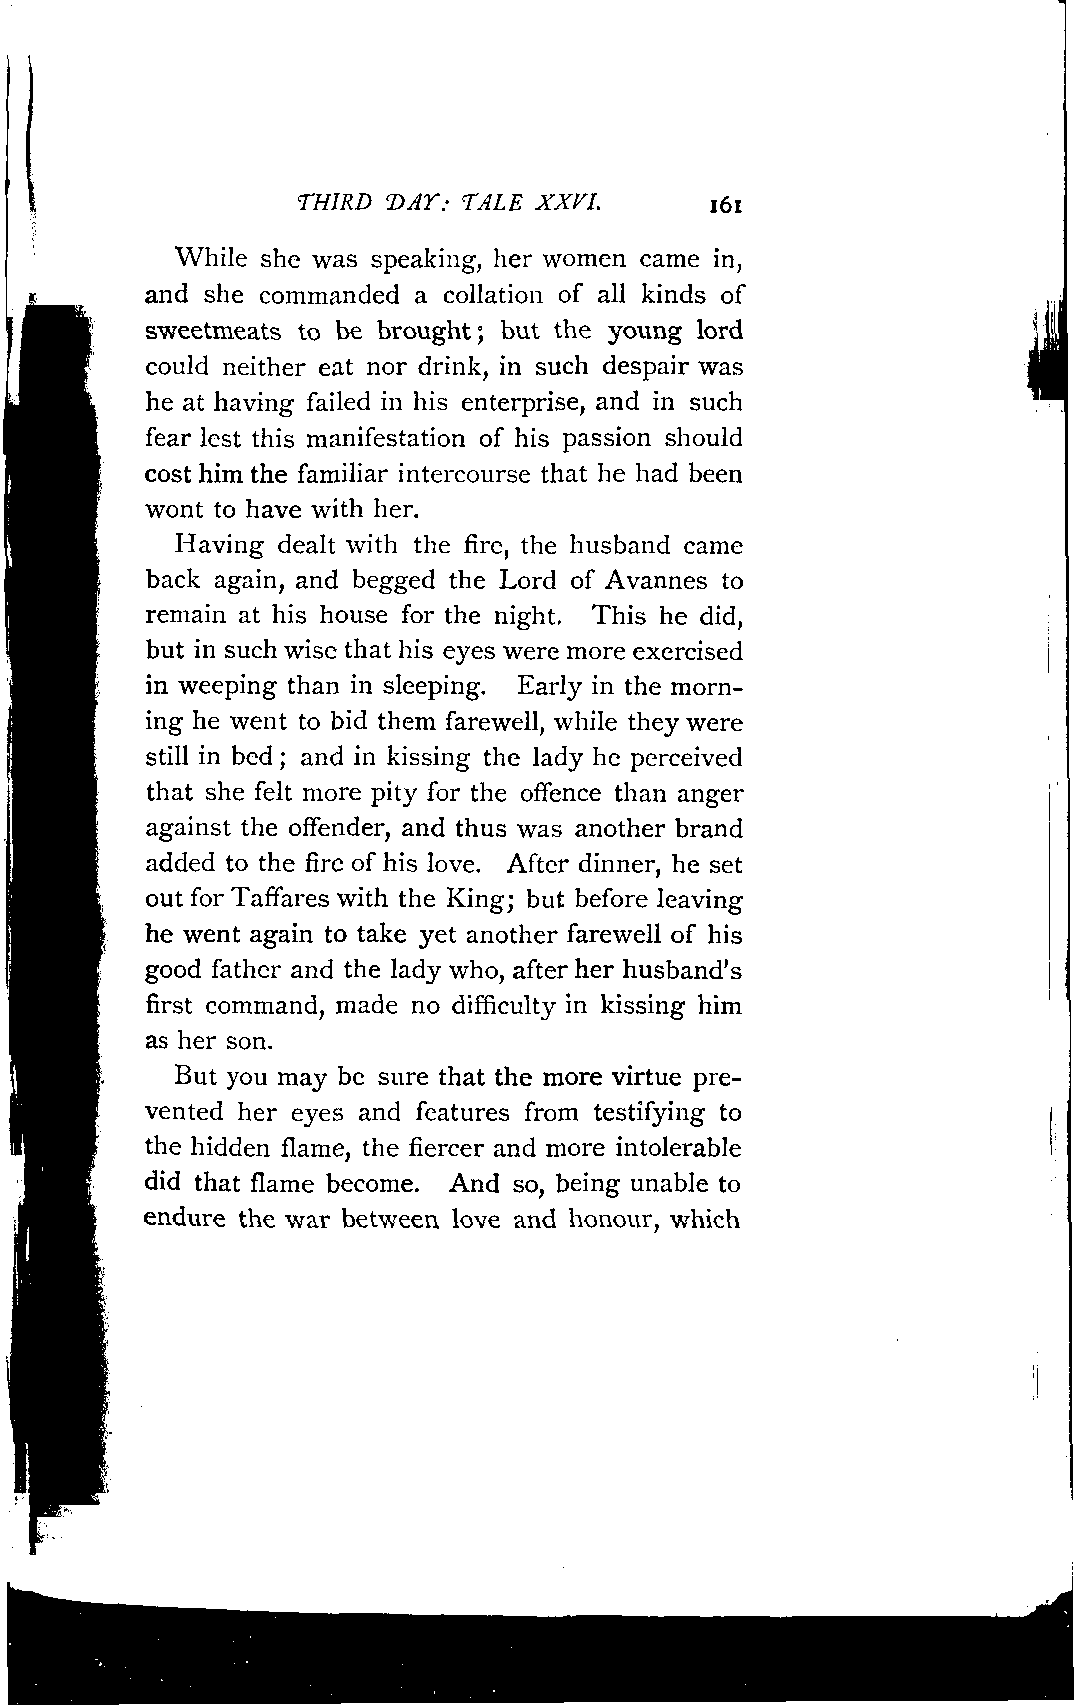 THIRD DAY: TALE XXVI. 161
While she was speaking, her women came in,
and she commanded a collation of all kinds of
sweetmeats to be brought; but the young lord
could neither eat nor drink, in such despair was
he at having failed in his enterprise, and in such
fear lest this manifestation of his passion should
cost him the familiar intercourse that he had been
wont to have with her.
Having dealt with the fire, the husband came
back again, and begged the Lord of Avannes to
remain at his house for the night. This he did,
but in such wise that his eyes were more exercised
in weeping than in sleeping. Early in the morn-
ing he went to bid them farewell, while they were
still in bed; and in kissing the lady he perceived
that she felt more pity for the offence than anger
against the offender, and thus was another brand
added to the fire of his love. After dinner, he set
out for Taffares with the King; but before leaving
he went again to take yet another farewell of his
good father and the lady who, after her husband's
first command, made no difficulty in kissing him
as her son.
But you may be sure that the more virtue pre-
vented her eyes and features from testifying to
the hidden flame, the fiercer and more intolerable
did that flame become. And so, being unable to
endure the war between love and honour, which